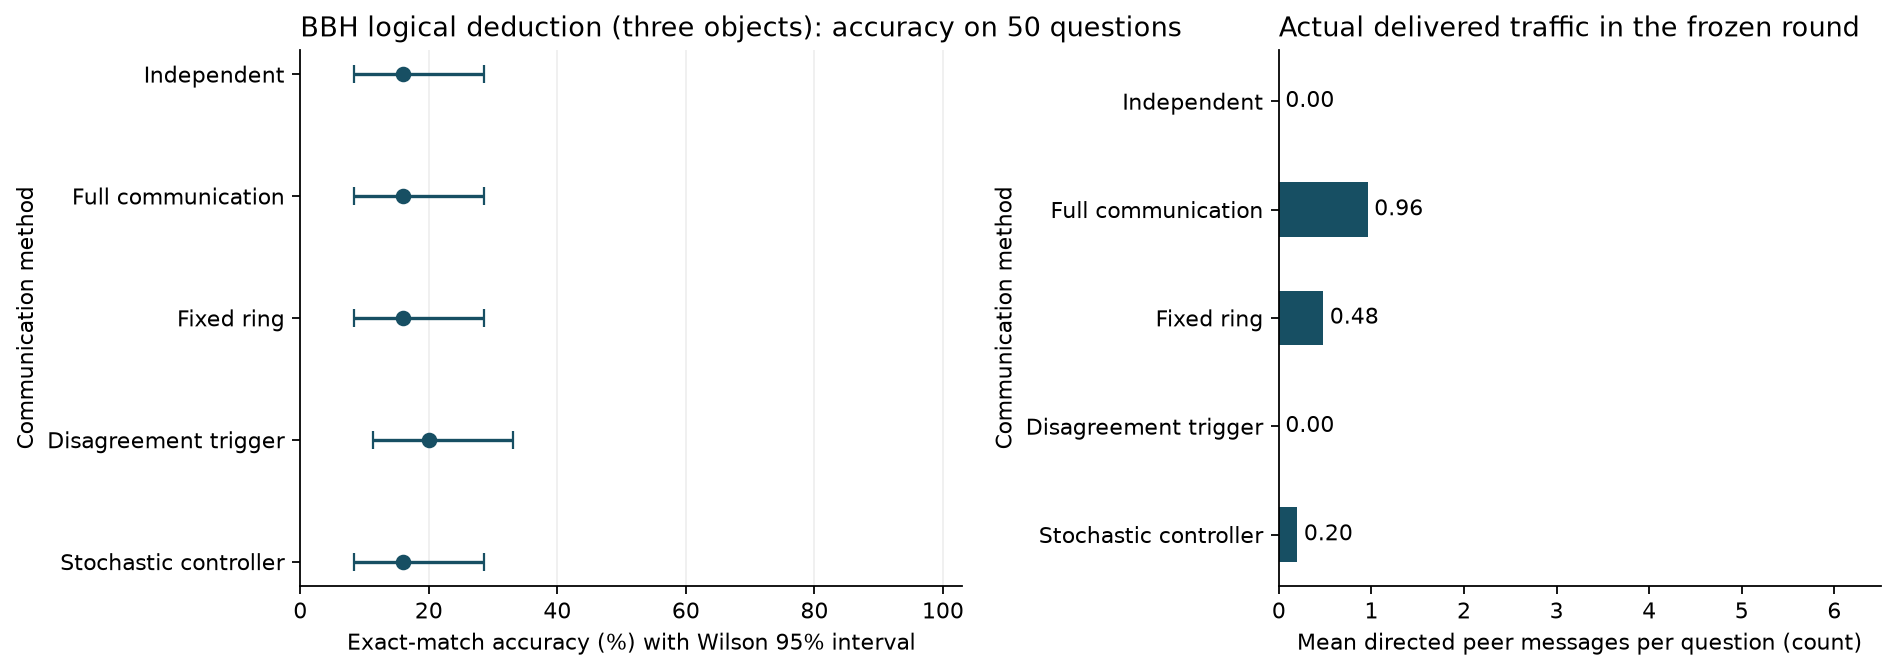 BBH logical deduction (three objects): accuracy on 50 questions
Communication method
Independent
Full communication
Fixed ring
Disagreement trigger
Stochastic controller
0 20 40 60 80 100
Exact-match accuracy (%) with Wilson 95% interval
Actual delivered traffic in the frozen round
Communication method
Independent 0.00
Full communication 0.96
Fixed ring 0.48
Disagreement trigger 0.00
Stochastic controller 0.20
0 1 2 3 4 5 6
Mean directed peer messages per question (count)